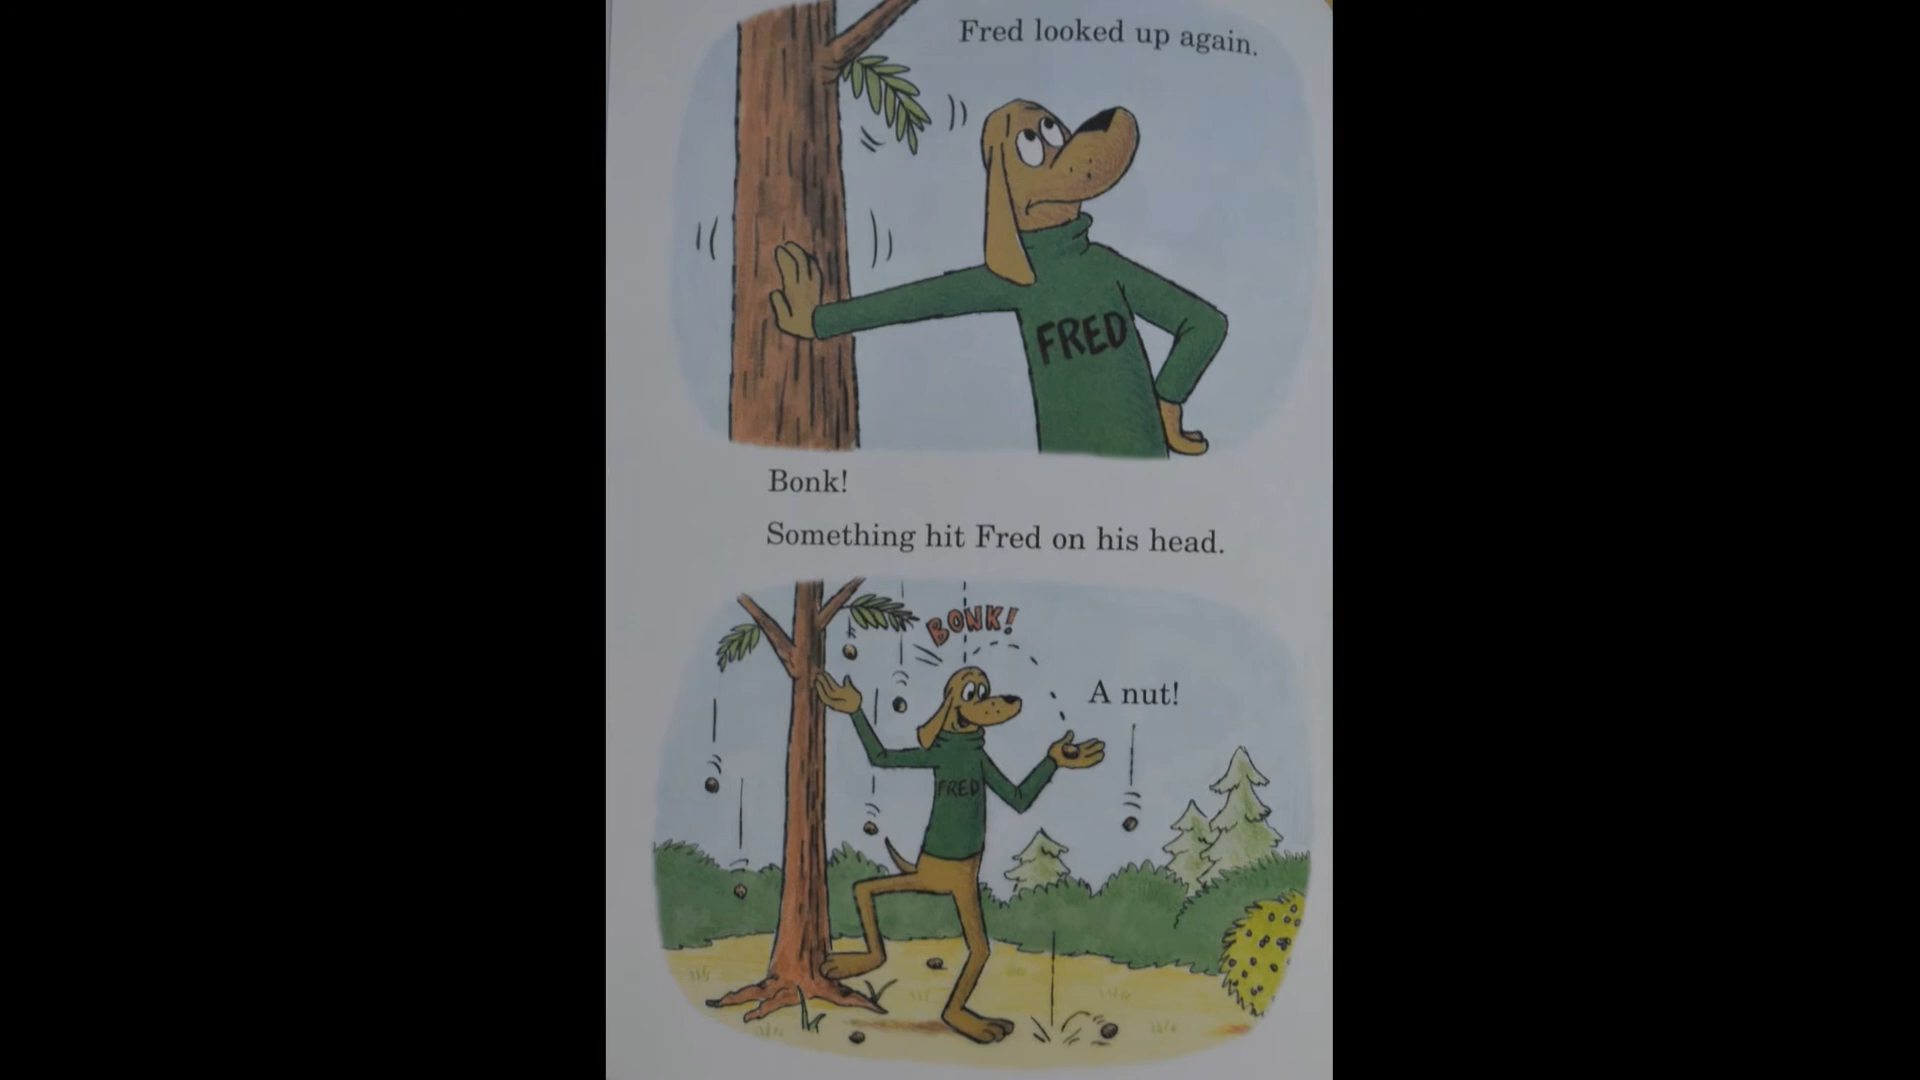 Fred looked up again.
FRED
Bonk!
Something hit Fred on his head.
BONK!
A nut!
FRED